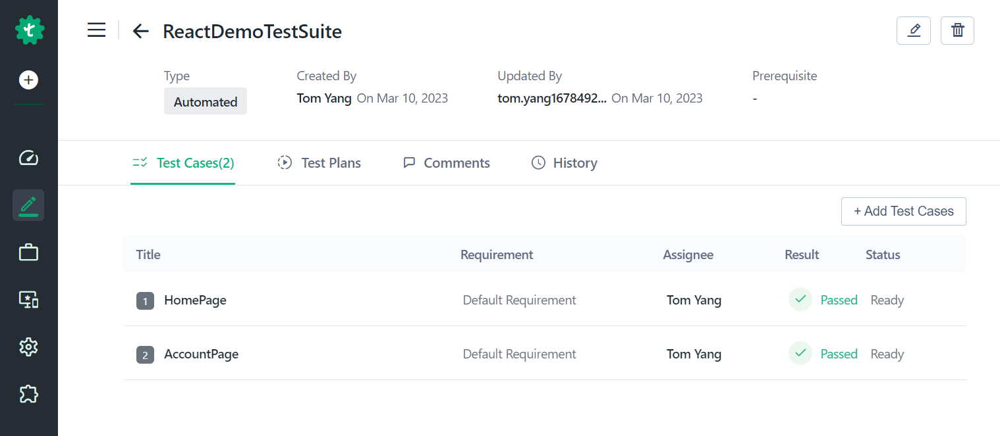 ReactDemoTestSuite
Type Created By Updated By Prerequisite
Automated Tom Yang On Mar 10, 2023 tom.yang1678492... On Mar 10, 2023 -
Test Cases(2) Test Plans Comments History
+ Add Test Cases
Title Requirement Assignee Result Status
1 HomePage Default Requirement Tom Yang Passed Ready
2 AccountPage Default Requirement Tom Yang Passed Ready